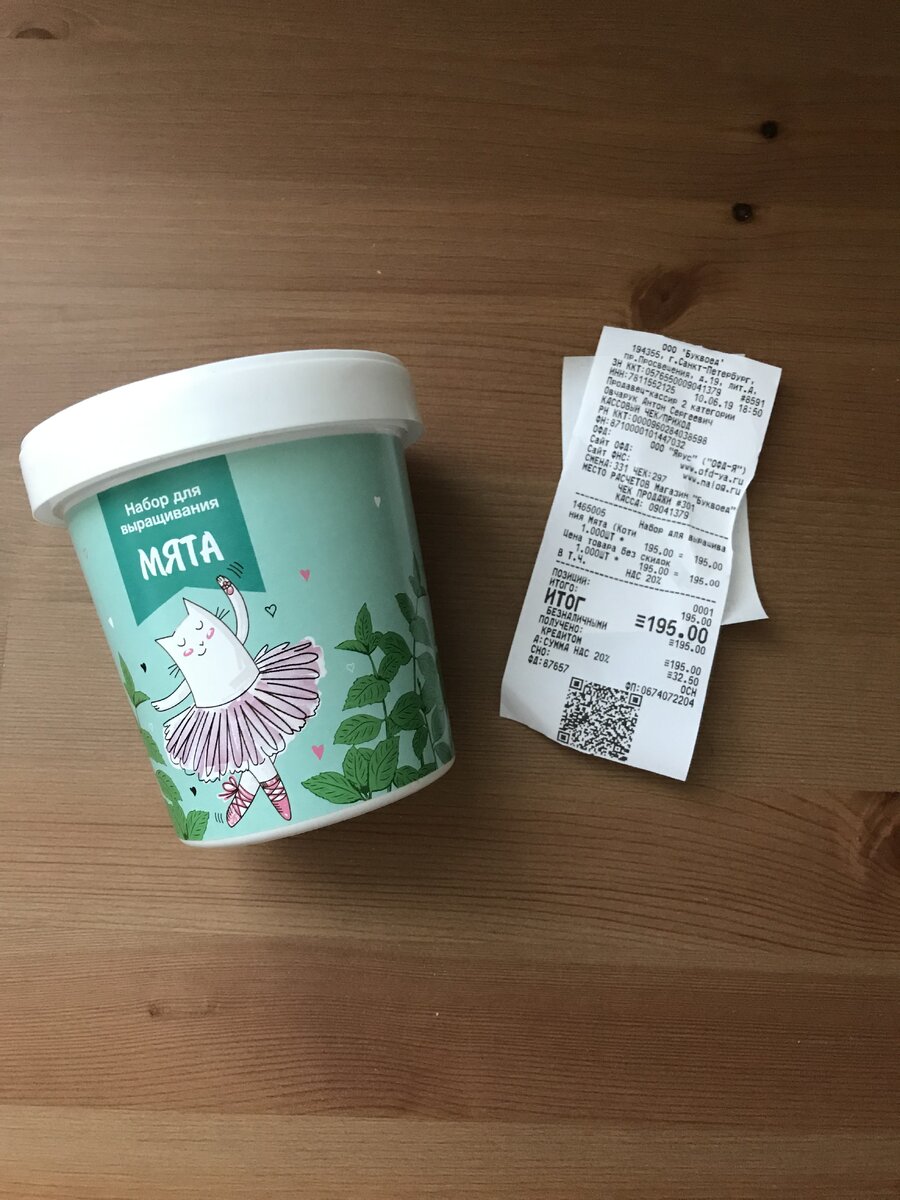 Набор для
выращивания
МЯТА
ООО 'Буквоед'
194355, г.Санкт-Петербург,
пр.Просвещения, д.19, лит.А.
ЗН ККТ:0576550009041379 #8591
ИНН:7811552125 10.06.19 18:50
Продавец-кассир 2 категории
Овчарук Антон Сергеевич
КАССОВЫЙ ЧЕК/ПРИХОД
РН ККТ:0000960284038598
ФН:8710000101447032
ОФД: ООО "Ярус" ("ОФД-Я")
Сайт ОФД: www.ofd-ya.ru
Сайт ФНС: www.nalog.ru
СМЕНА:331 ЧЕК:297
МЕСТО РАСЧЕТОВ Магазин "Буквоед"
ЧЕК ПРОДАЖИ #301
КАССА: 09041379
1465005 Набор для выращива
ния Мята (Коти
1.000ШТ * 195.00 = 195.00
Цена товара без скидок
1.000ШТ * 195.00 = 195.00
В т.ч. НДС 20%
ПОЗИЦИЙ: 0001
ИТОГО: 195.00
ИТОГ ≡195.00
БЕЗНАЛИЧНЫМИ ≡195.00
ПОЛУЧЕНО:
КРЕДИТОМ ≡195.00
А:СУММА НДС 20% ≡32.50
СНО: ОСН
ФД:87657 ФП:0674072204